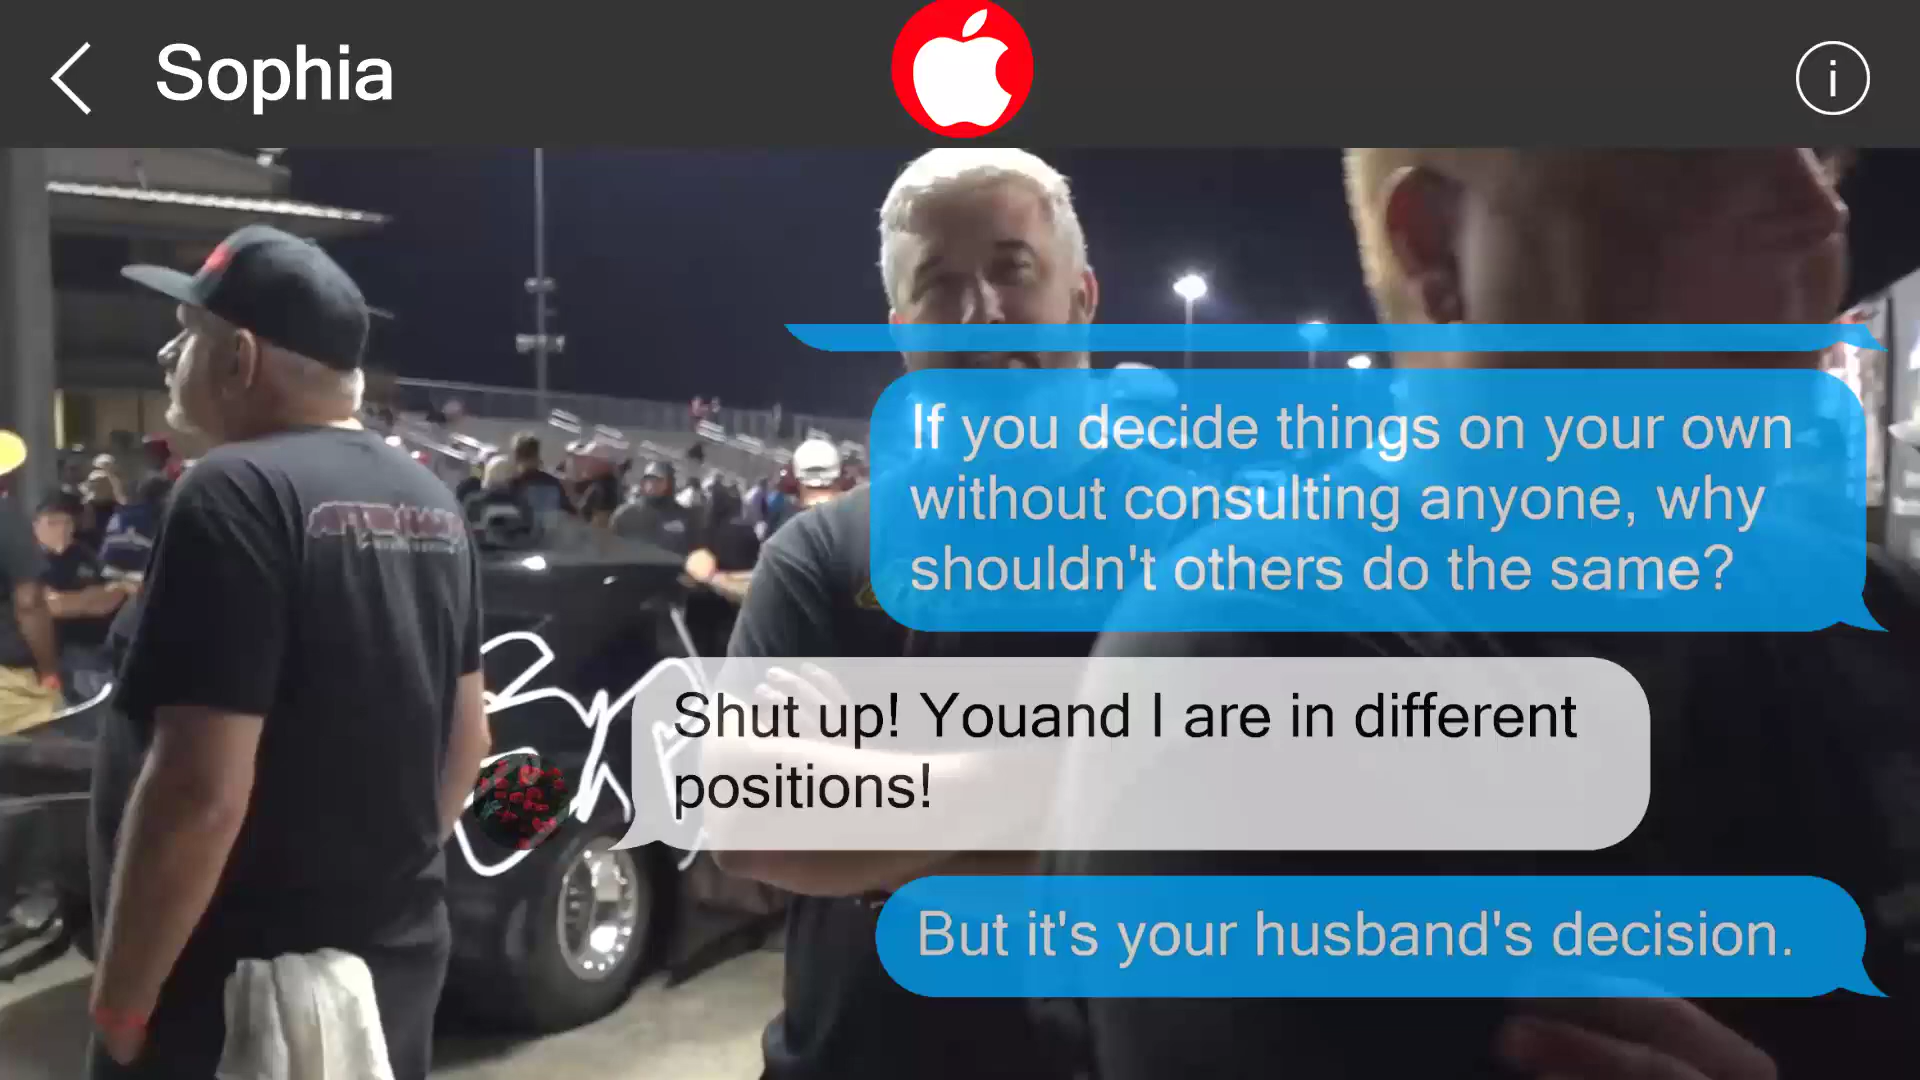 Sophia
If you decide things on your own
without consulting anyone, why
shouldn't others do the same?
Shut up! Youand I are in different
positions!
But it's your husband's decision.